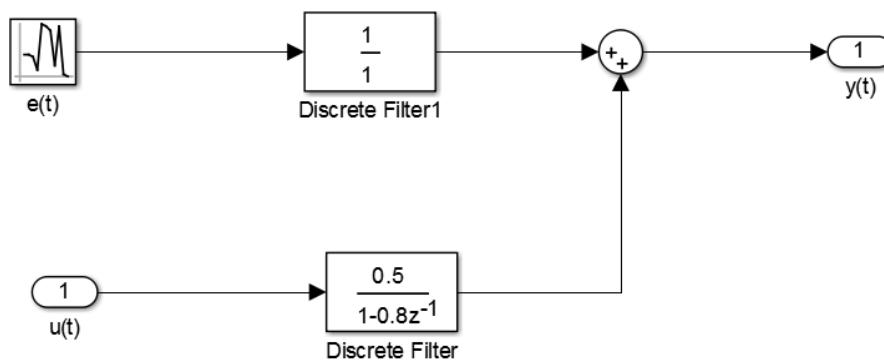 e(t)
1
1
Discrete Filter1
+
+
1
y(t)
1
u(t)
0.5
1-0.8z⁻¹
Discrete Filter